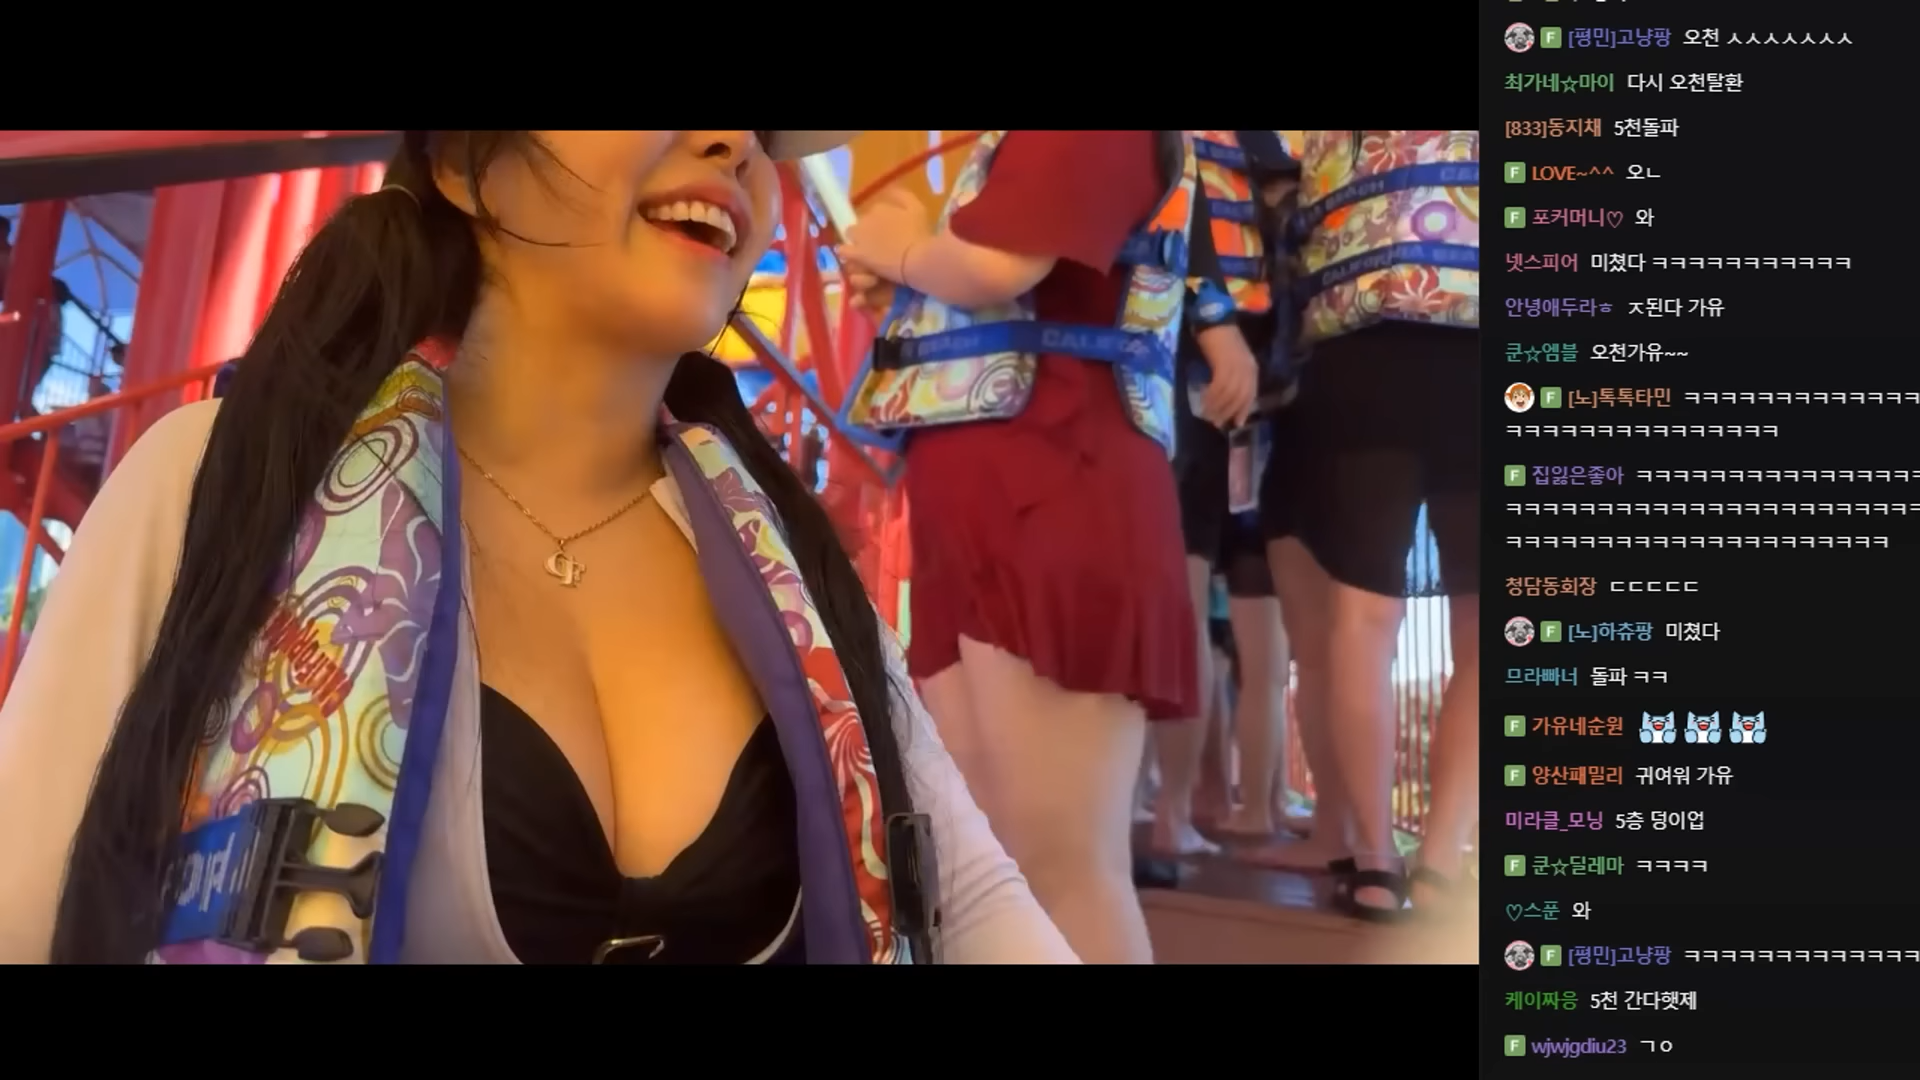 [평민]고냥팡 오천 ㅅㅅㅅㅅㅅㅅㅅ
최가네☆마이 다시 오천탈환
[833]동지채 5천돌파
F LOVE~^^ 오ㄴ
F 포커머니♡ 와
넷스피어 미쳤다 ㅋㅋㅋㅋㅋㅋㅋㅋㅋㅋㅋ
안녕애두라ㅎ ㅈ된다 가유
쿤☆엠블 오천가유~~
F [노]톡톡타민 ㅋㅋㅋㅋㅋㅋㅋㅋㅋㅋㅋㅋㅋ
ㅋㅋㅋㅋㅋㅋㅋㅋㅋㅋㅋㅋㅋㅋㅋ
F 집잃은좋아 ㅋㅋㅋㅋㅋㅋㅋㅋㅋㅋㅋㅋㅋㅋㅋㅋ
ㅋㅋㅋㅋㅋㅋㅋㅋㅋㅋㅋㅋㅋㅋㅋㅋㅋㅋㅋㅋㅋㅋㅋ
ㅋㅋㅋㅋㅋㅋㅋㅋㅋㅋㅋㅋㅋㅋㅋㅋㅋㅋㅋㅋㅋ
청담동회장 ㄷㄷㄷㄷㄷ
F [노]하츄팡 미쳤다
므라빠너 돌파 ㅋㅋ
F 가유네순원
F 양산패밀리 귀여워 가유
미라클_모닝 5층 덩이업
F 쿤☆딜레마 ㅋㅋㅋㅋ
♡스푼 와
F [평민]고냥팡 ㅋㅋㅋㅋㅋㅋㅋㅋㅋㅋㅋㅋㅋ
케이짜응 5천 간다햇제
F wjwjgdiu23 ㄱㅇ